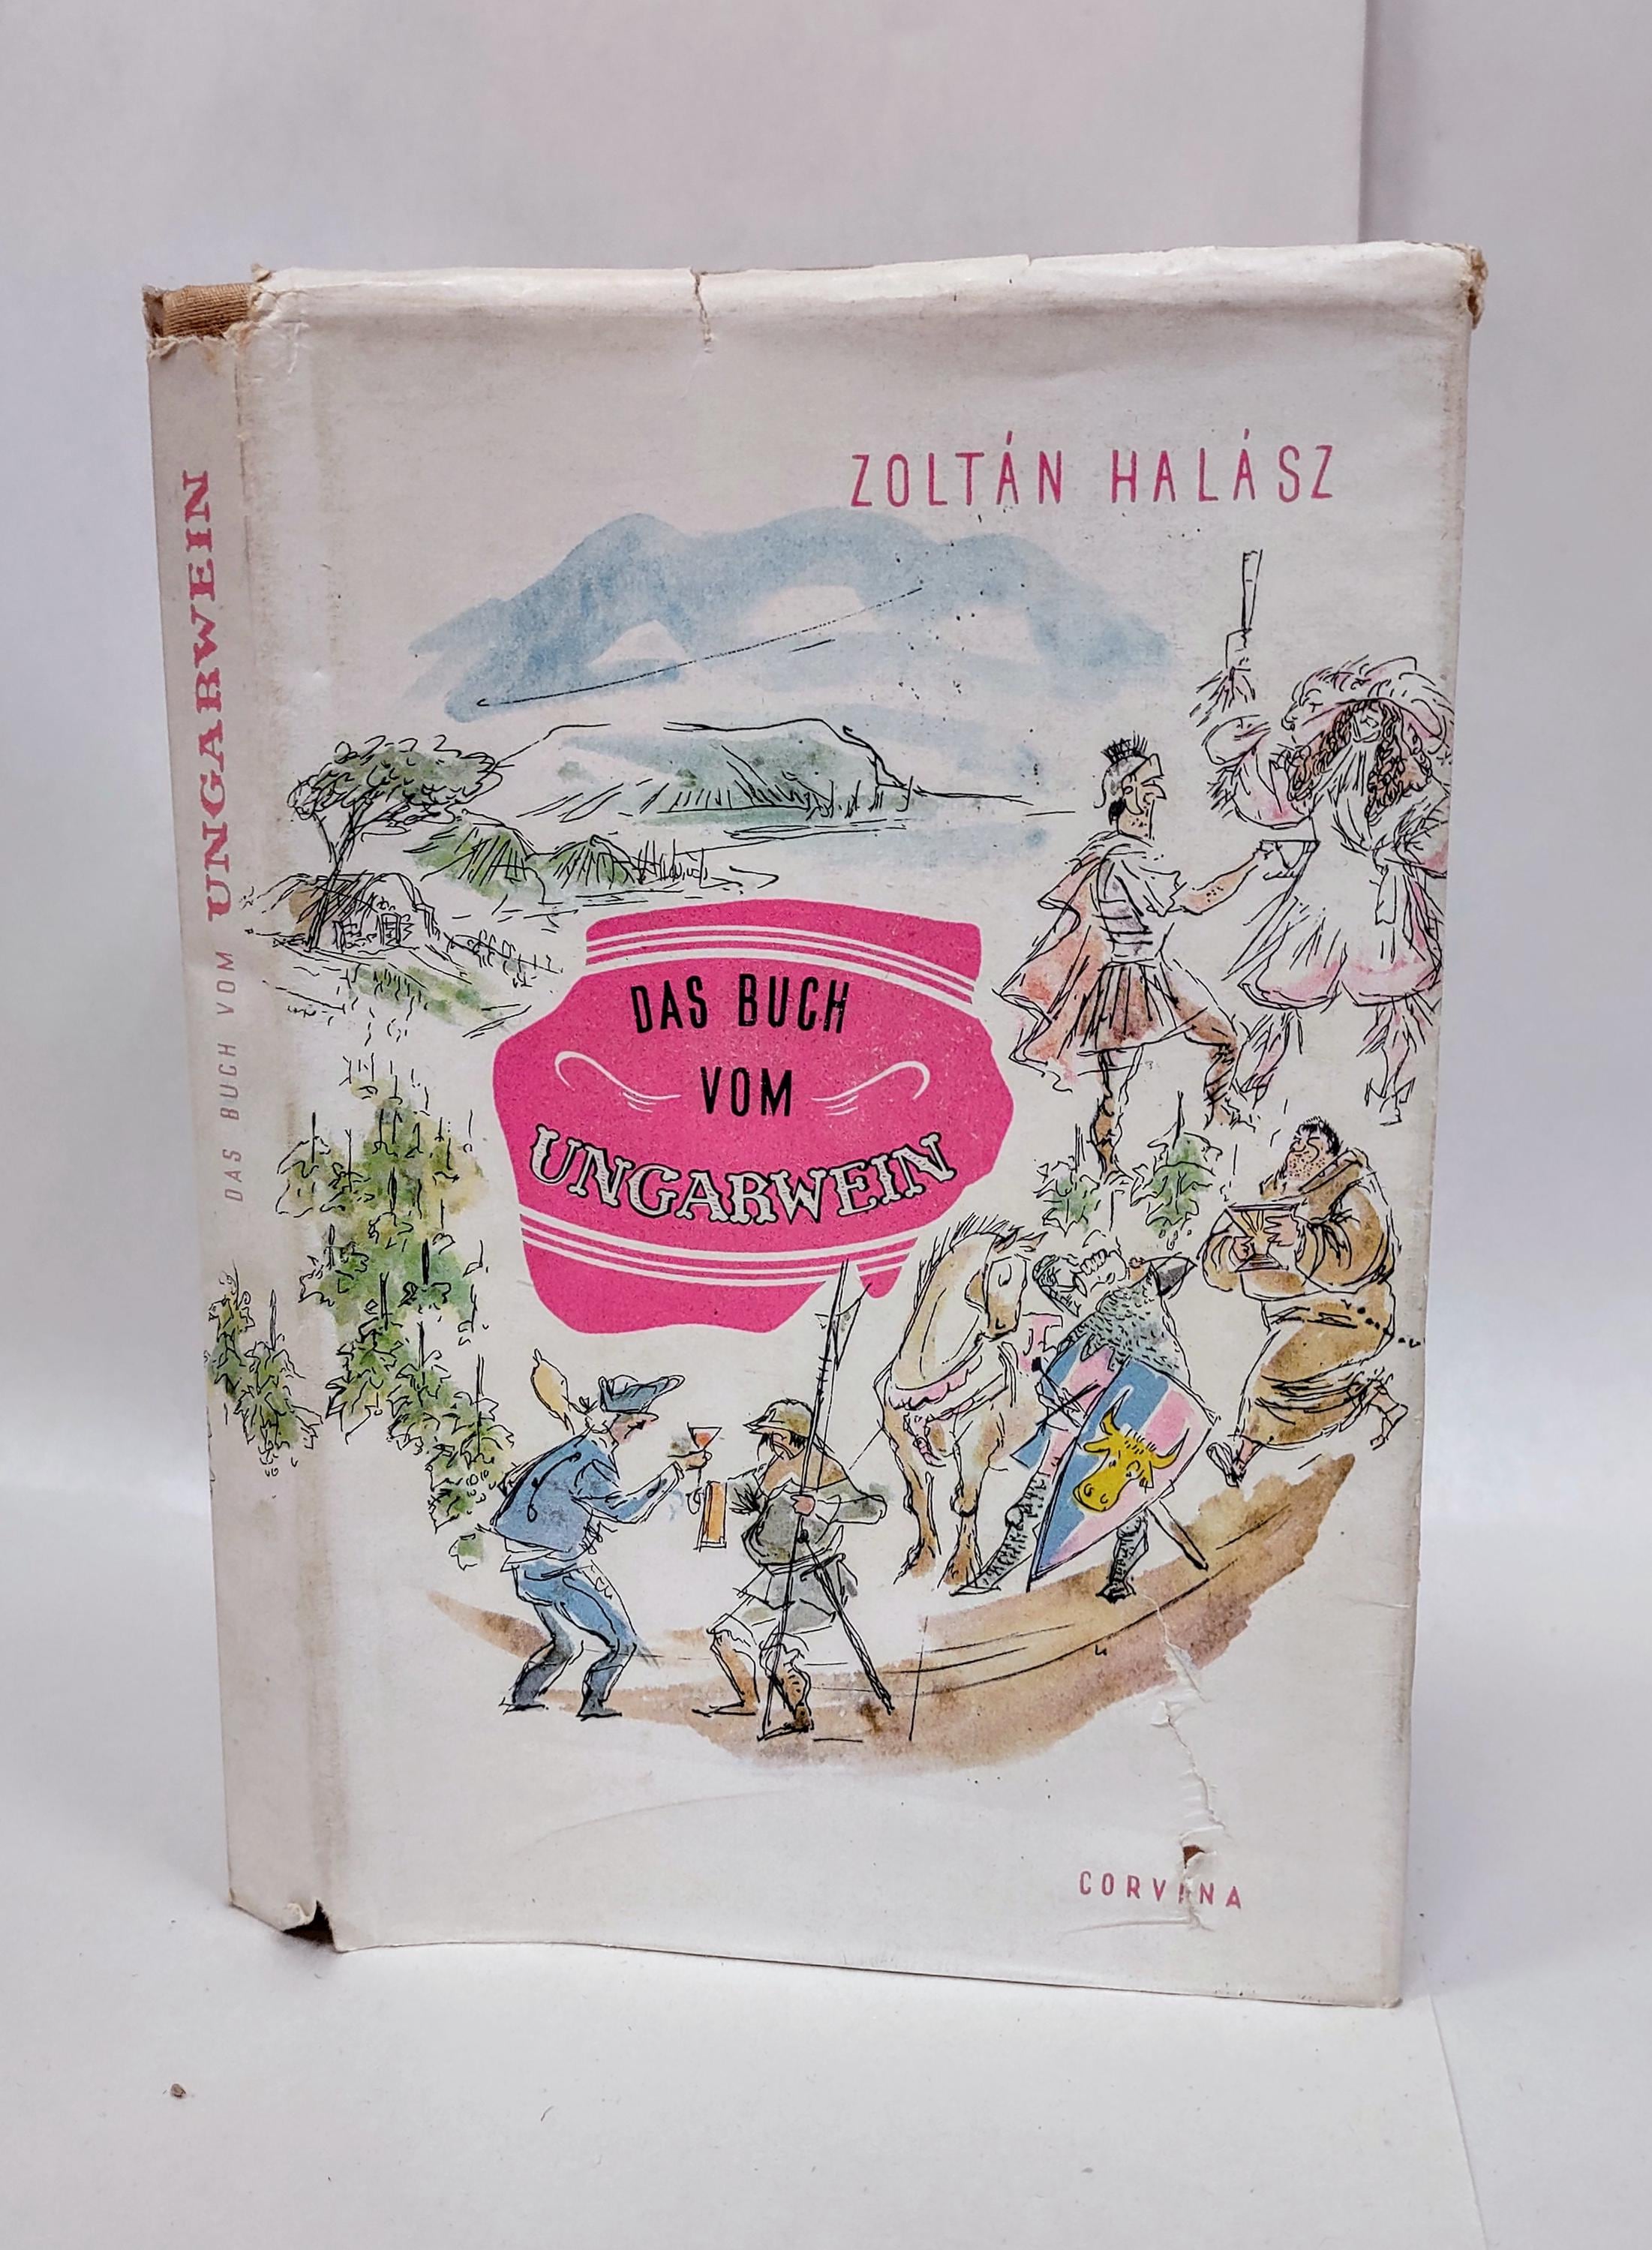 DAS BUCH VOM UNGARWEIN
ZOLTÁN HALÁSZ
DAS BUCH
VOM
UNGARWEIN
CORVINA